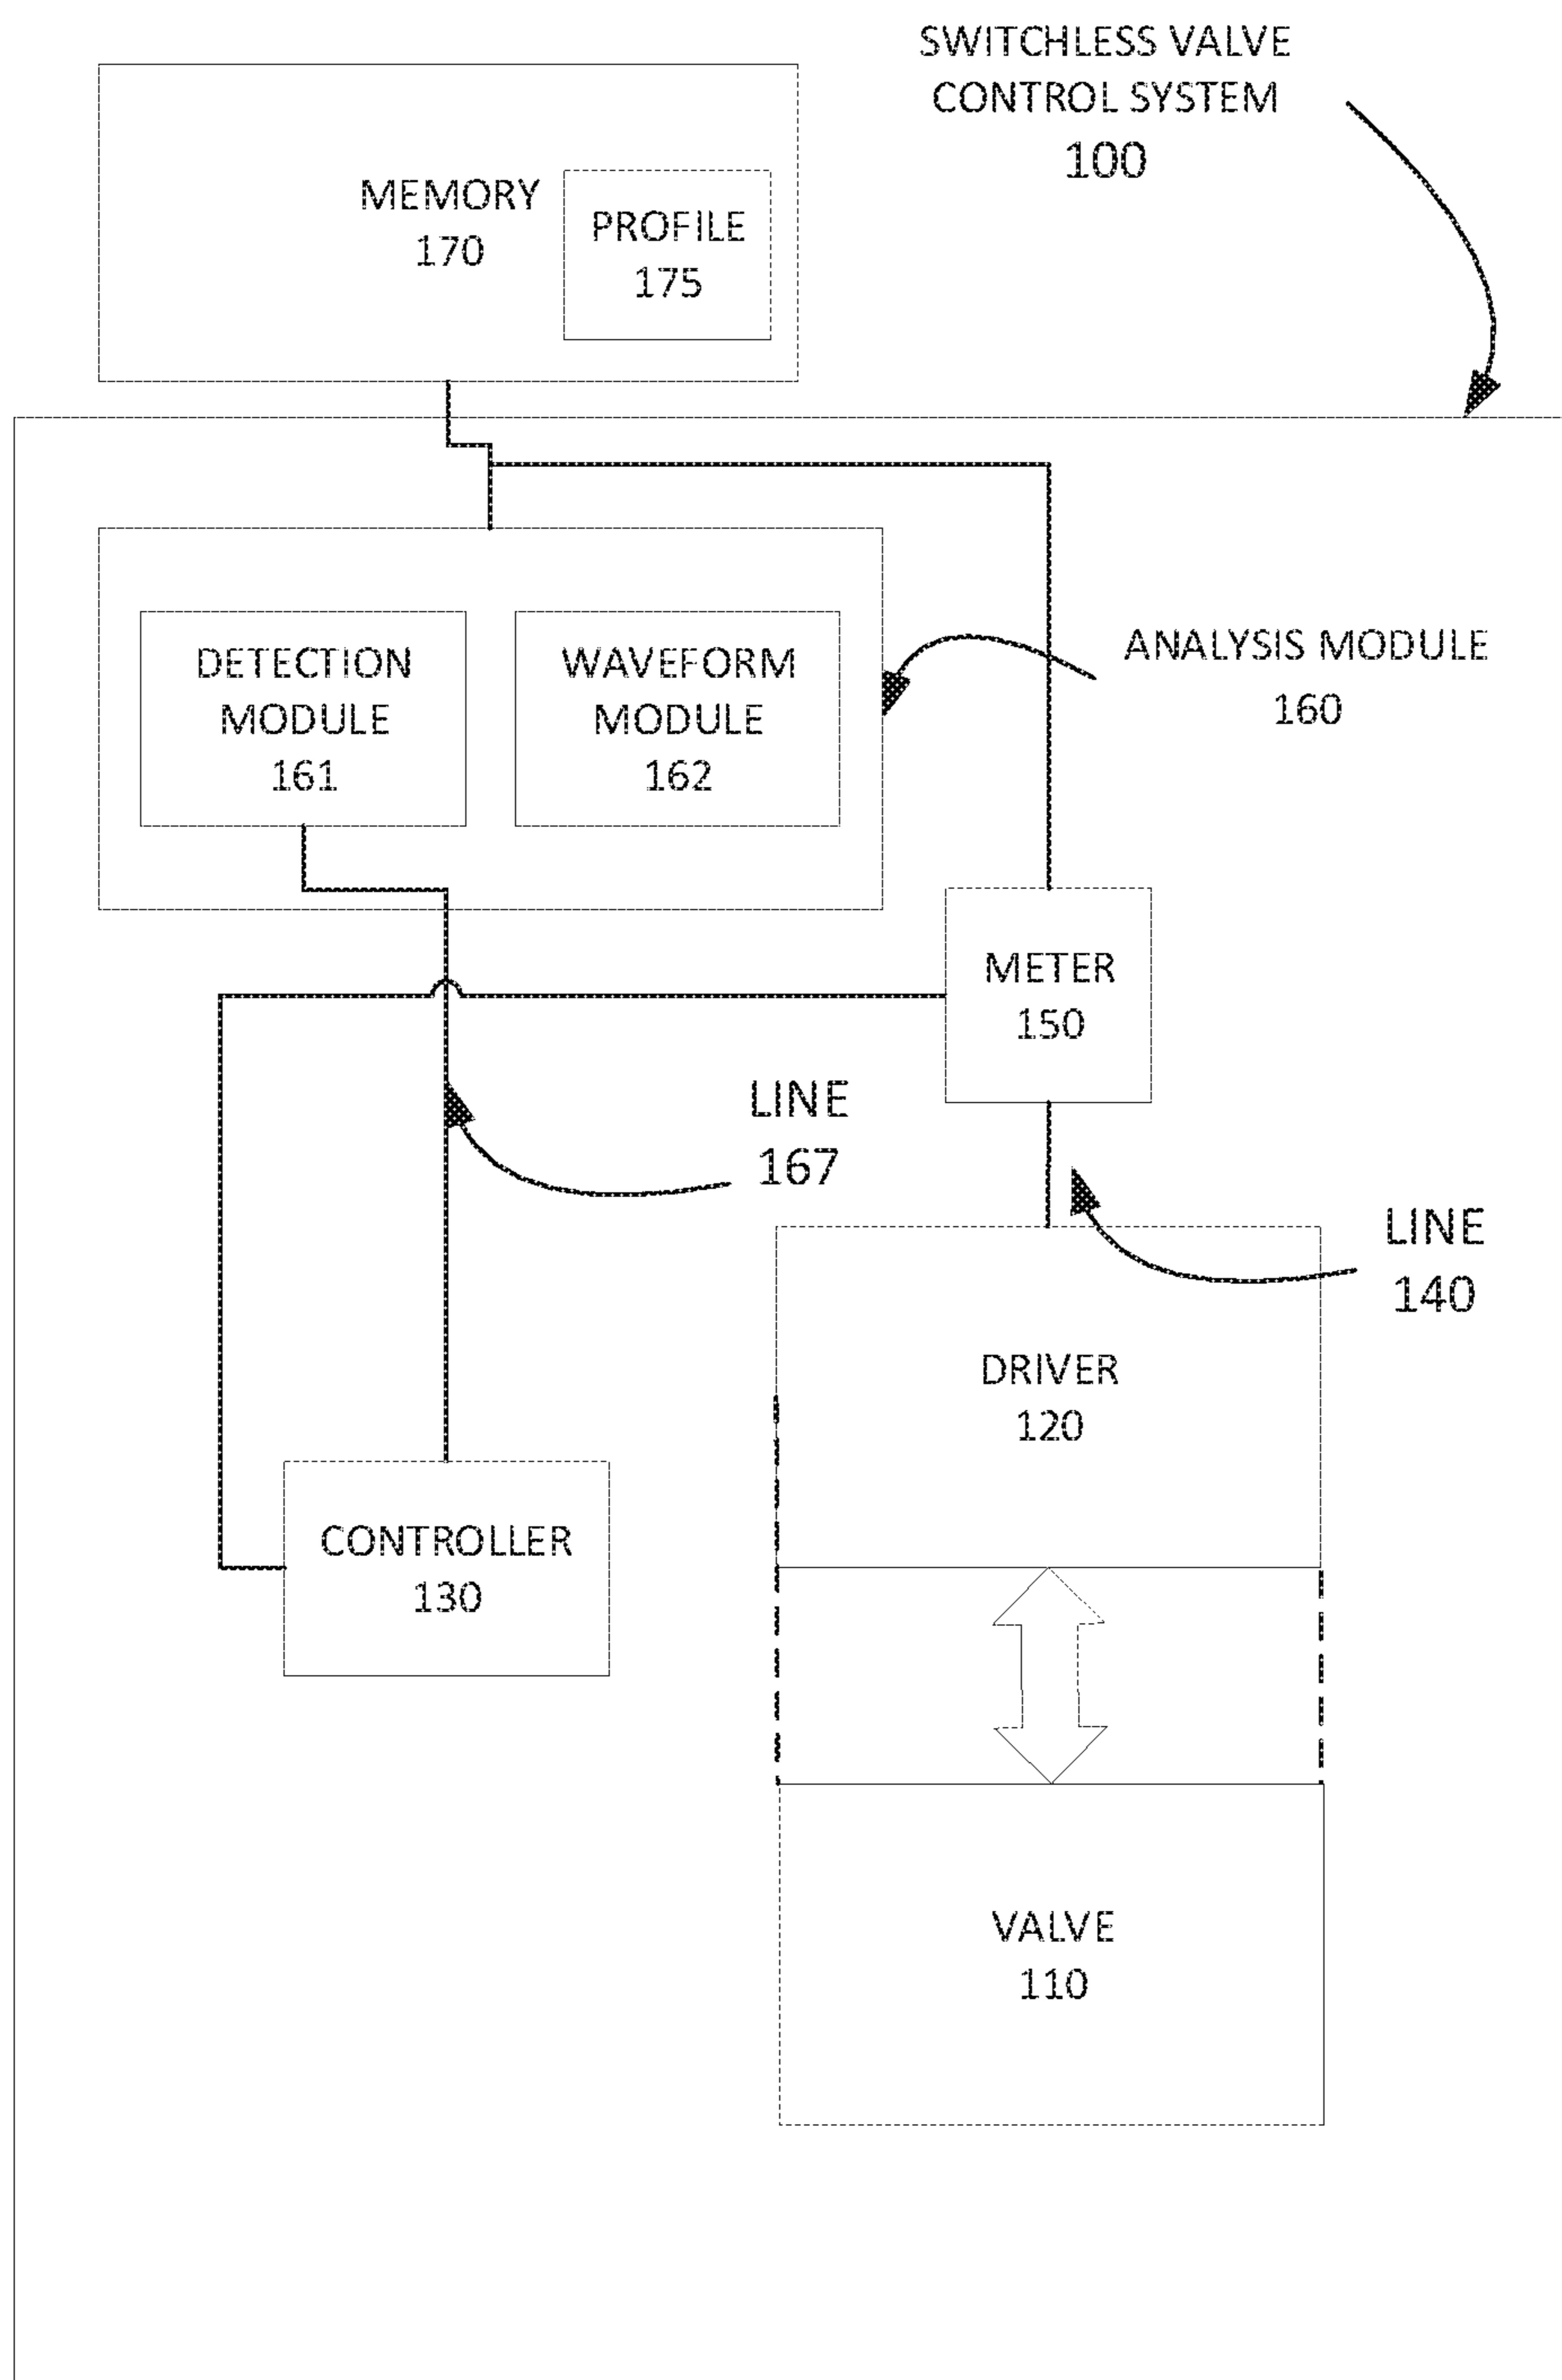 SWITCHLESS VALVE
CONTROL SYSTEM
100
MEMORY
170
PROFILE
175
DETECTION
MODULE
161
WAVEFORM
MODULE
162
ANALYSIS MODULE
160
METER
150
LINE
167
LINE
140
DRIVER
120
CONTROLLER
130
VALVE
110